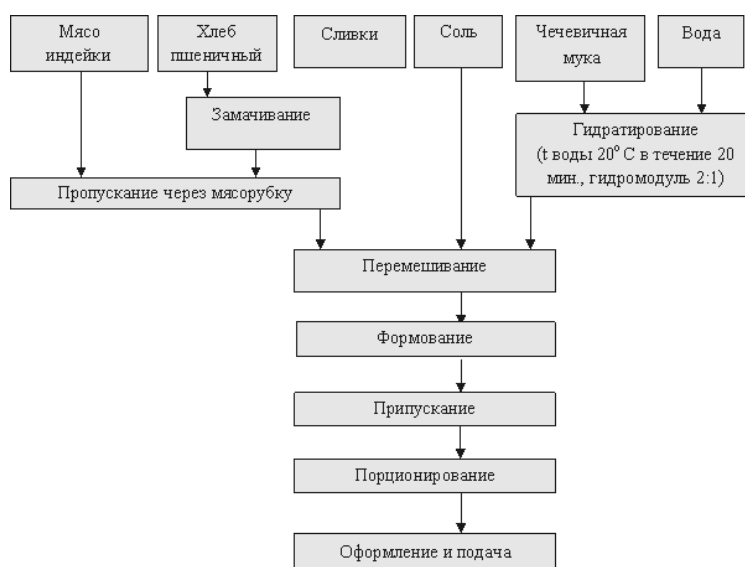 Мясо
индейки
Хлеб
пшеничный
Сливки
Соль
Чечевичная
мука
Вода
Замачивание
Гидратирование
(t воды 20° С в течение 20
мин., гидромодуль 2:1)
Пропускание через мясорубку
Перемешивание
Формование
Припускание
Порционирование
Оформление и подача